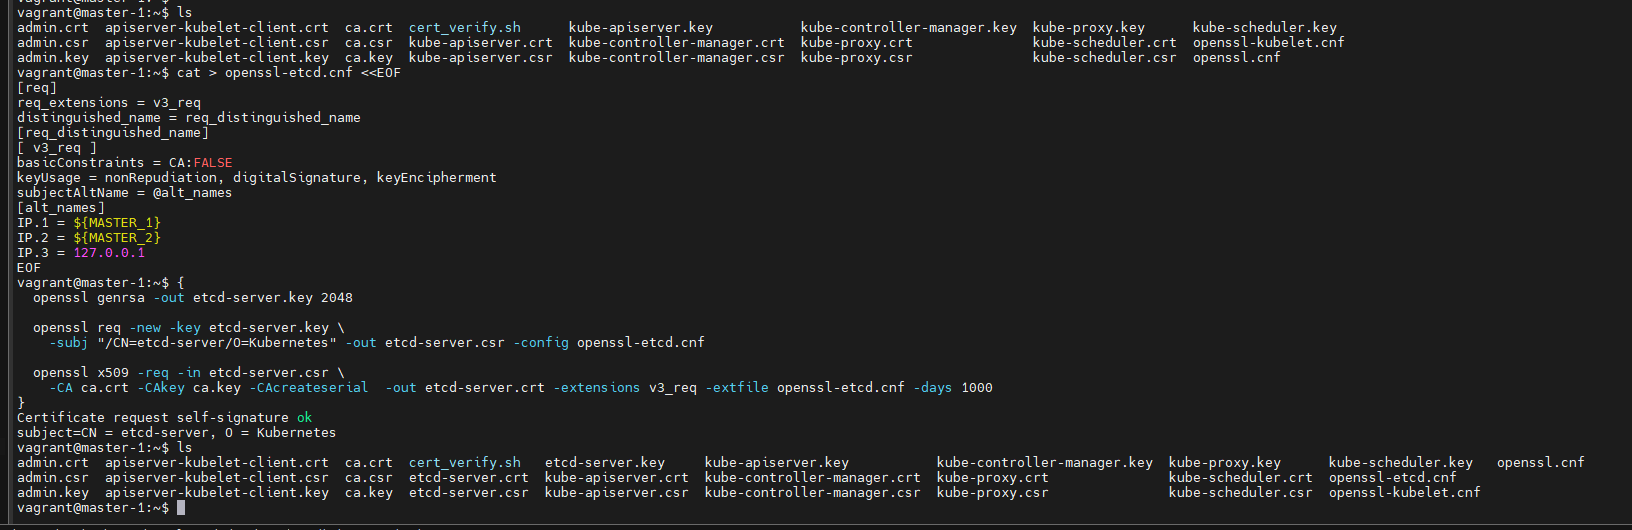 vagrant@master-1:~$ ls
admin.crt  apiserver-kubelet-client.crt  ca.crt  cert_verify.sh      kube-apiserver.key           kube-controller-manager.key  kube-proxy.key      kube-scheduler.key
admin.csr  apiserver-kubelet-client.csr  ca.csr  kube-apiserver.crt  kube-controller-manager.crt  kube-proxy.crt               kube-scheduler.crt  openssl-kubelet.cnf
admin.key  apiserver-kubelet-client.key  ca.key  kube-apiserver.csr  kube-controller-manager.csr  kube-proxy.csr               kube-scheduler.csr  openssl.cnf
vagrant@master-1:~$ cat > openssl-etcd.cnf <<EOF
[req]
req_extensions = v3_req
distinguished_name = req_distinguished_name
[req_distinguished_name]
[ v3_req ]
basicConstraints = CA:FALSE
keyUsage = nonRepudiation, digitalSignature, keyEncipherment
subjectAltName = @alt_names
[alt_names]
IP.1 = ${MASTER_1}
IP.2 = ${MASTER_2}
IP.3 = 127.0.0.1
EOF
vagrant@master-1:~$ {
  openssl genrsa -out etcd-server.key 2048
  openssl req -new -key etcd-server.key \
    -subj "/CN=etcd-server/O=Kubernetes" -out etcd-server.csr -config openssl-etcd.cnf
  openssl x509 -req -in etcd-server.csr \
    -CA ca.crt -CAkey ca.key -CAcreateserial  -out etcd-server.crt -extensions v3_req -extfile openssl-etcd.cnf -days 1000
}
Certificate request self-signature ok
subject=CN = etcd-server, O = Kubernetes
vagrant@master-1:~$ ls
admin.crt  apiserver-kubelet-client.crt  ca.crt  cert_verify.sh   etcd-server.key     kube-apiserver.key           kube-controller-manager.key  kube-proxy.key      kube-scheduler.key   openssl.cnf
admin.csr  apiserver-kubelet-client.csr  ca.csr  etcd-server.crt  kube-apiserver.crt  kube-controller-manager.crt  kube-proxy.crt               kube-scheduler.crt  openssl-etcd.cnf
admin.key  apiserver-kubelet-client.key  ca.key  etcd-server.csr  kube-apiserver.csr  kube-controller-manager.csr  kube-proxy.csr               kube-scheduler.csr  openssl-kubelet.cnf
vagrant@master-1:~$